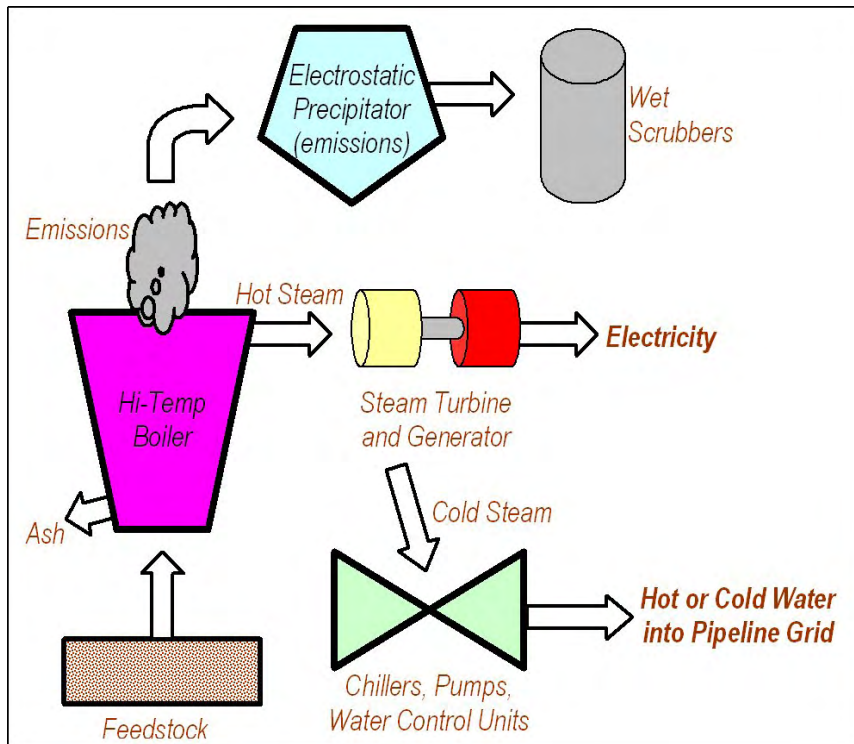 Electrostatic
Precipitator
(emissions)
Wet
Scrubbers
Emissions
Hot Steam
Electricity
Hi-Temp
Boiler
Steam Turbine
and Generator
Ash
Cold Steam
Hot or Cold Water
into Pipeline Grid
Feedstock
Chillers, Pumps,
Water Control Units